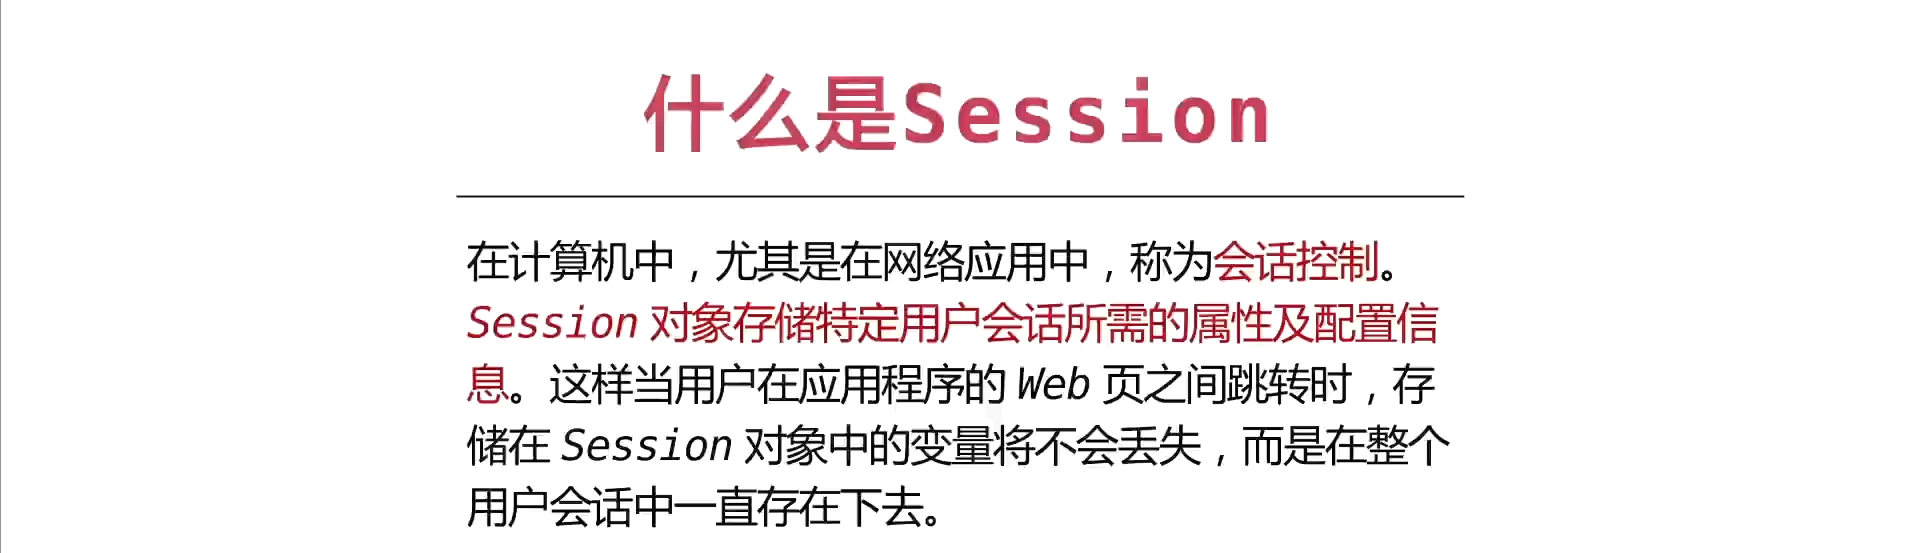 什么是Session
在计算机中，尤其是在网络应用中，称为会话控制。
Session 对象存储特定用户会话所需的属性及配置信
息。这样当用户在应用程序的 Web 页之间跳转时，存
储在 Session 对象中的变量将不会丢失，而是在整个
用户会话中一直存在下去。